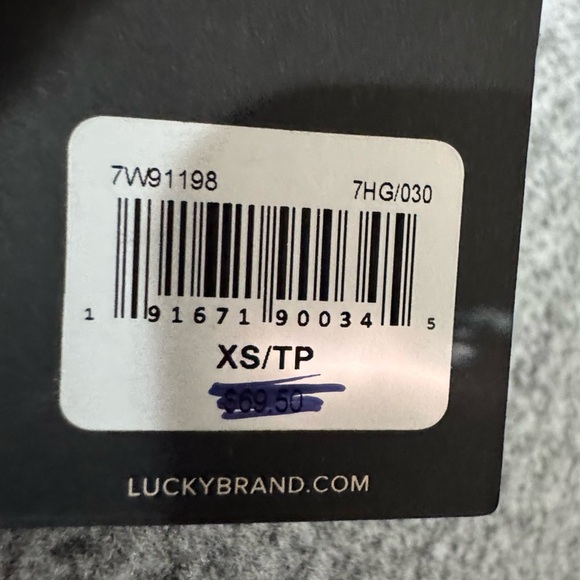 7W91198
7HG/030
1 91671 90034 5
XS/TP
$69.50
LUCKYBRAND.COM